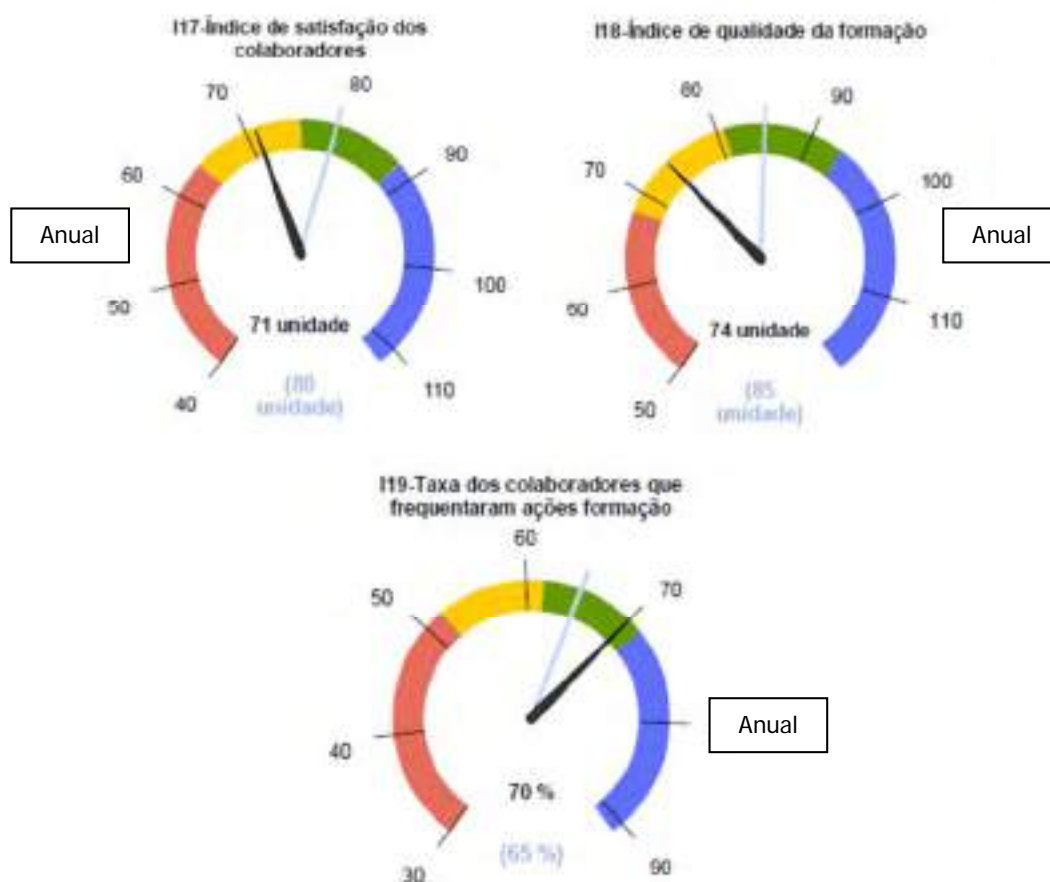 I17-Índice de satisfação dos
colaboradores
40
50
60
70
80
90
100
110
Anual
71 unidade
(80
unidade)
I18-Índice de qualidade da formação
50
60
70
80
90
100
110
Anual
74 unidade
(85
unidade)
I19-Taxa dos colaboradores que
frequentaram ações formação
30
40
50
60
70
90
Anual
70 %
(65 %)